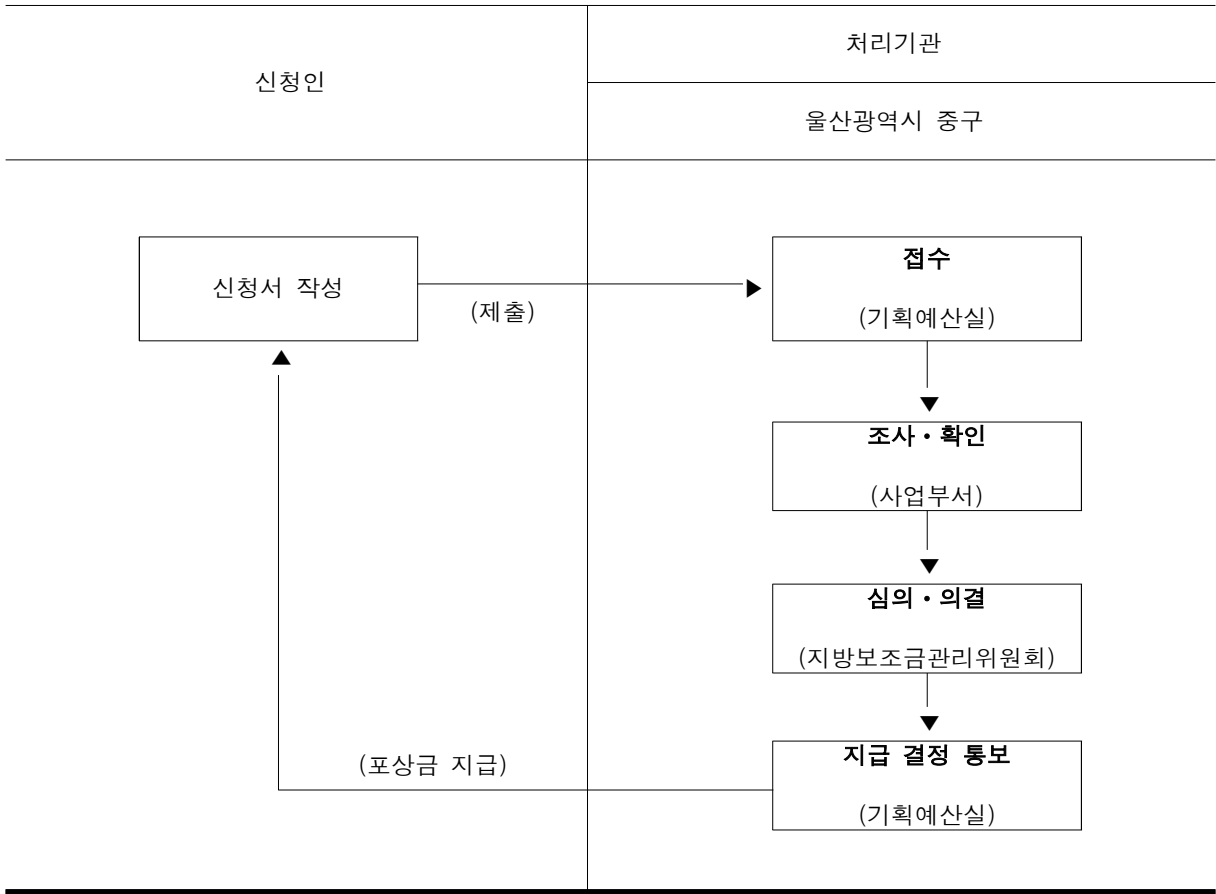 신청인
처리기관
울산광역시 중구
신청서 작성
(제출)
접수
(기획예산실)
조사·확인
(사업부서)
심의·의결
(지방보조금관리위원회)
지급 결정 통보
(기획예산실)
(포상금 지급)